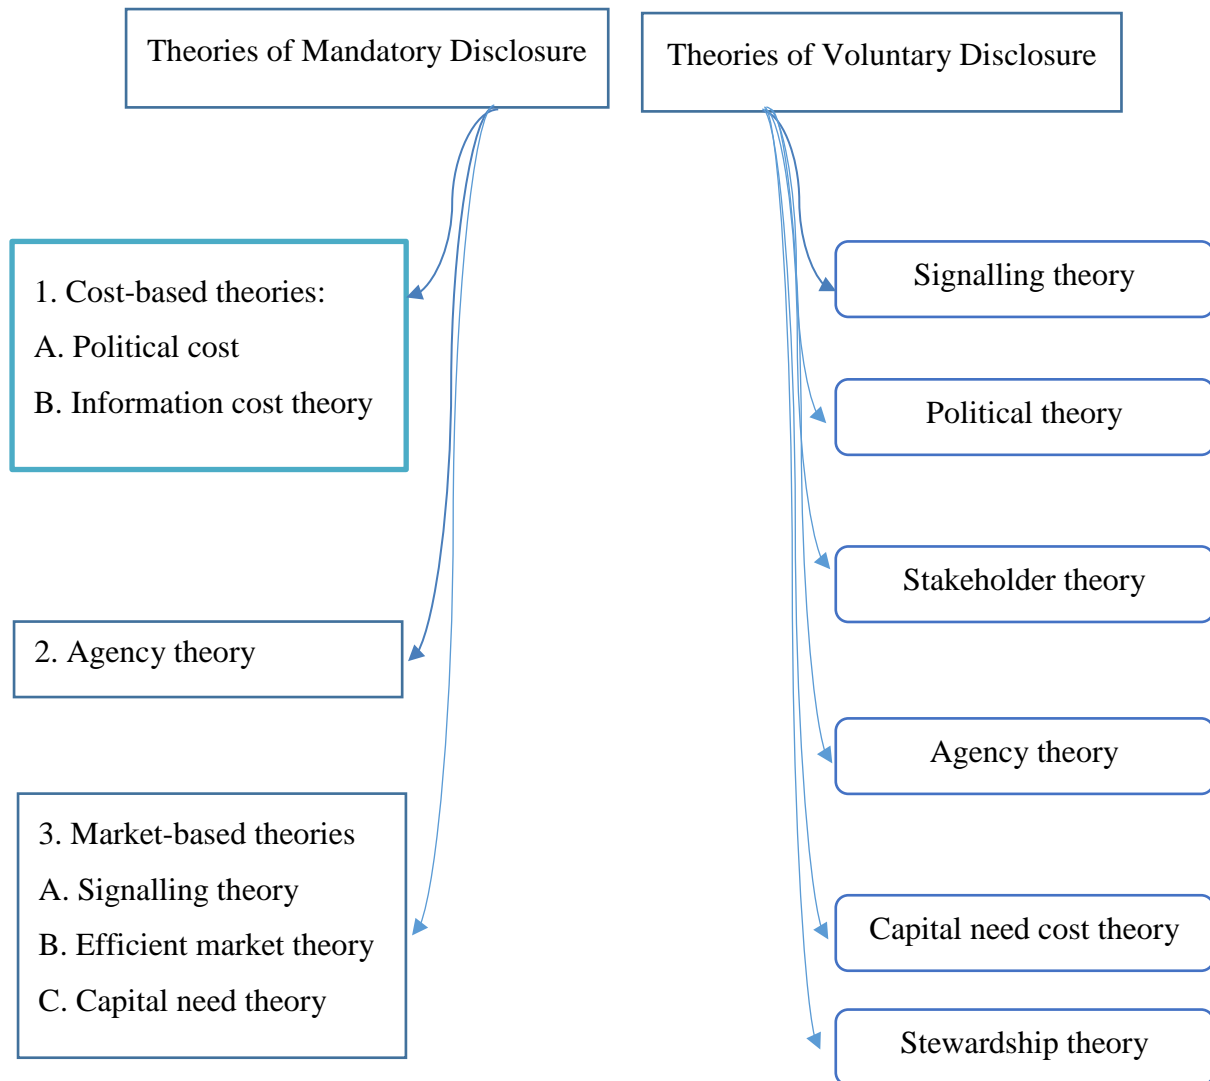 Theories of Mandatory Disclosure
Theories of Voluntary Disclosure
1. Cost-based theories:
A. Political cost
B. Information cost theory
2. Agency theory
3. Market-based theories
A. Signalling theory
B. Efficient market theory
C. Capital need theory
Signalling theory
Political theory
Stakeholder theory
Agency theory
Capital need cost theory
Stewardship theory